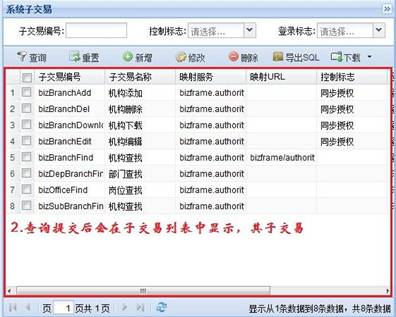 系统子交易
子交易编号: 控制标志: 请选择... 登录标志: 请选择...
查询 重置 新增 修改 删除 导出SQL 下载
子交易编号 子交易名称 映射服务 映射URL 控制标志
1 bizBranchAdd 机构添加 bizframe.authorit 同步授权
2 bizBranchDel 机构删除 bizframe.authorit 同步授权
3 bizBranchDownlo 机构下载 bizframe.authorit 同步授权
4 bizBranchEdit 机构编辑 bizframe.authorit 同步授权
5 bizBranchFind 机构查找 bizframe.authorit bizframe/authorit
6 bizDepBranchFin 部门查找 bizframe.authorit
7 bizOfficeFind 岗位查找 bizframe.authorit
8 bizSubBranchFin 机构查找 bizframe.authorit
2.查询提交后会在子交易列表中显示，其子交易
页 1 页共 1 页 显示从1条数据到8条数据，共8条数据